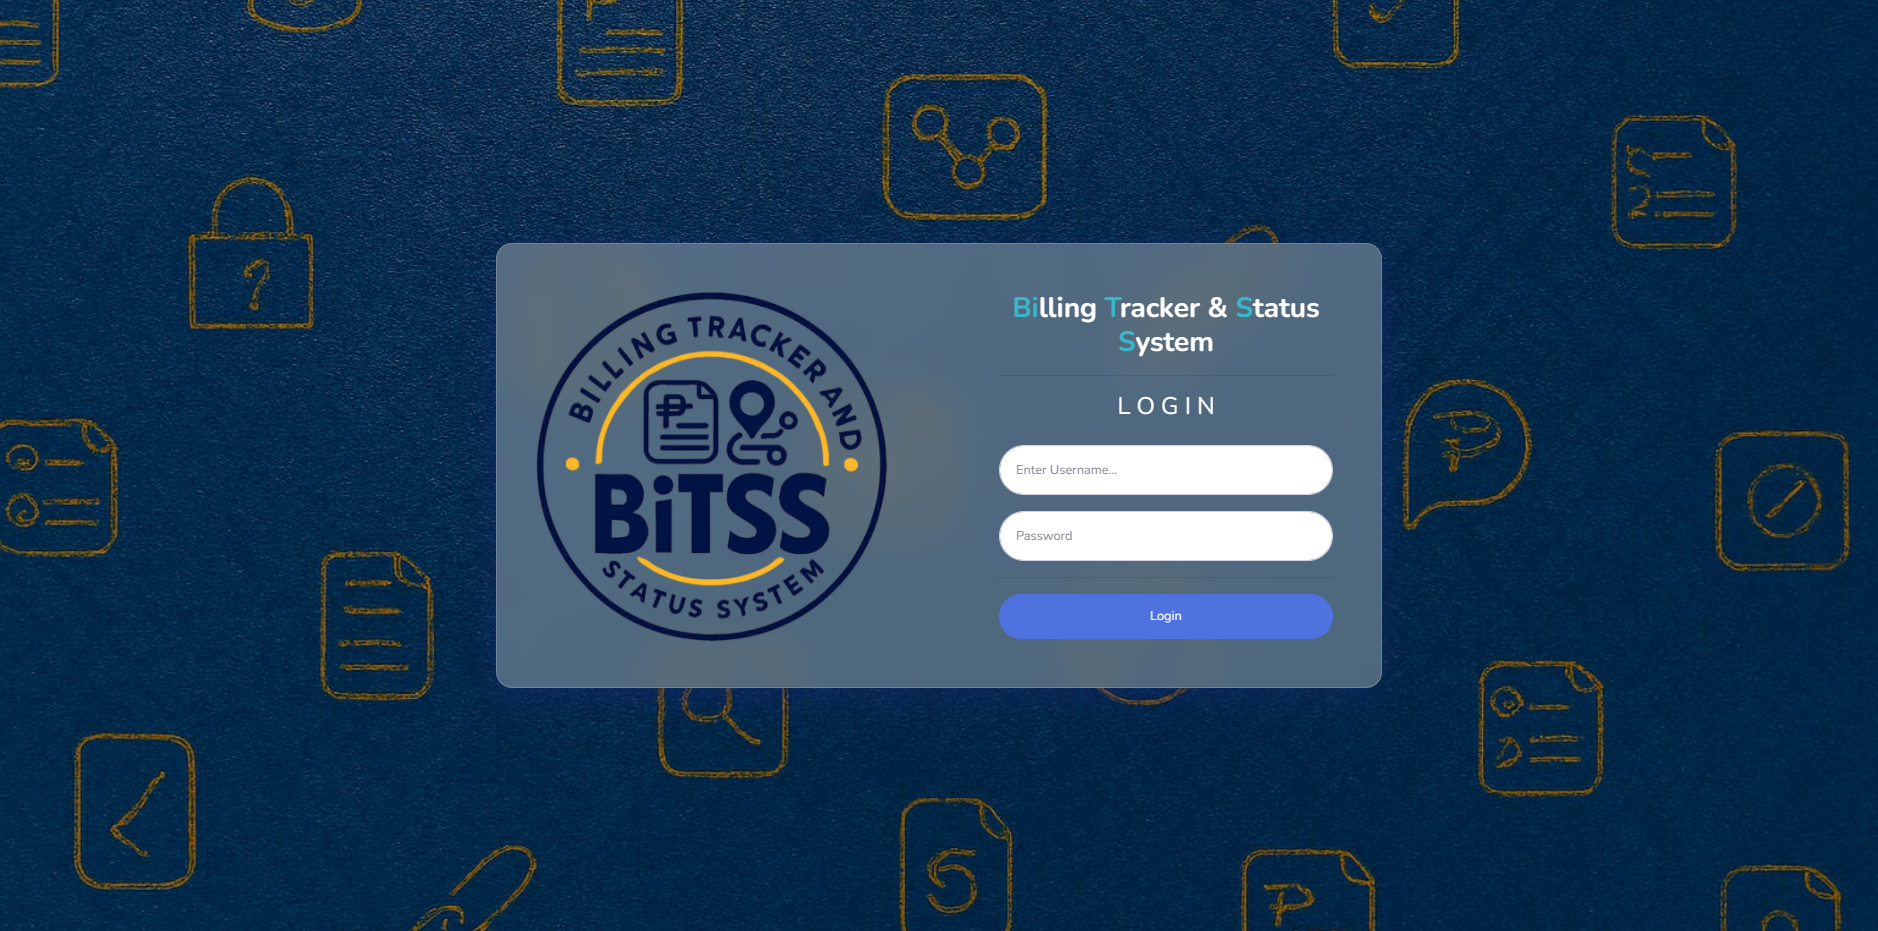 BILLING TRACKER AND
BiTSS
STATUS SYSTEM
Billing Tracker & Status
System
LOGIN
Enter Username...
Password
Login